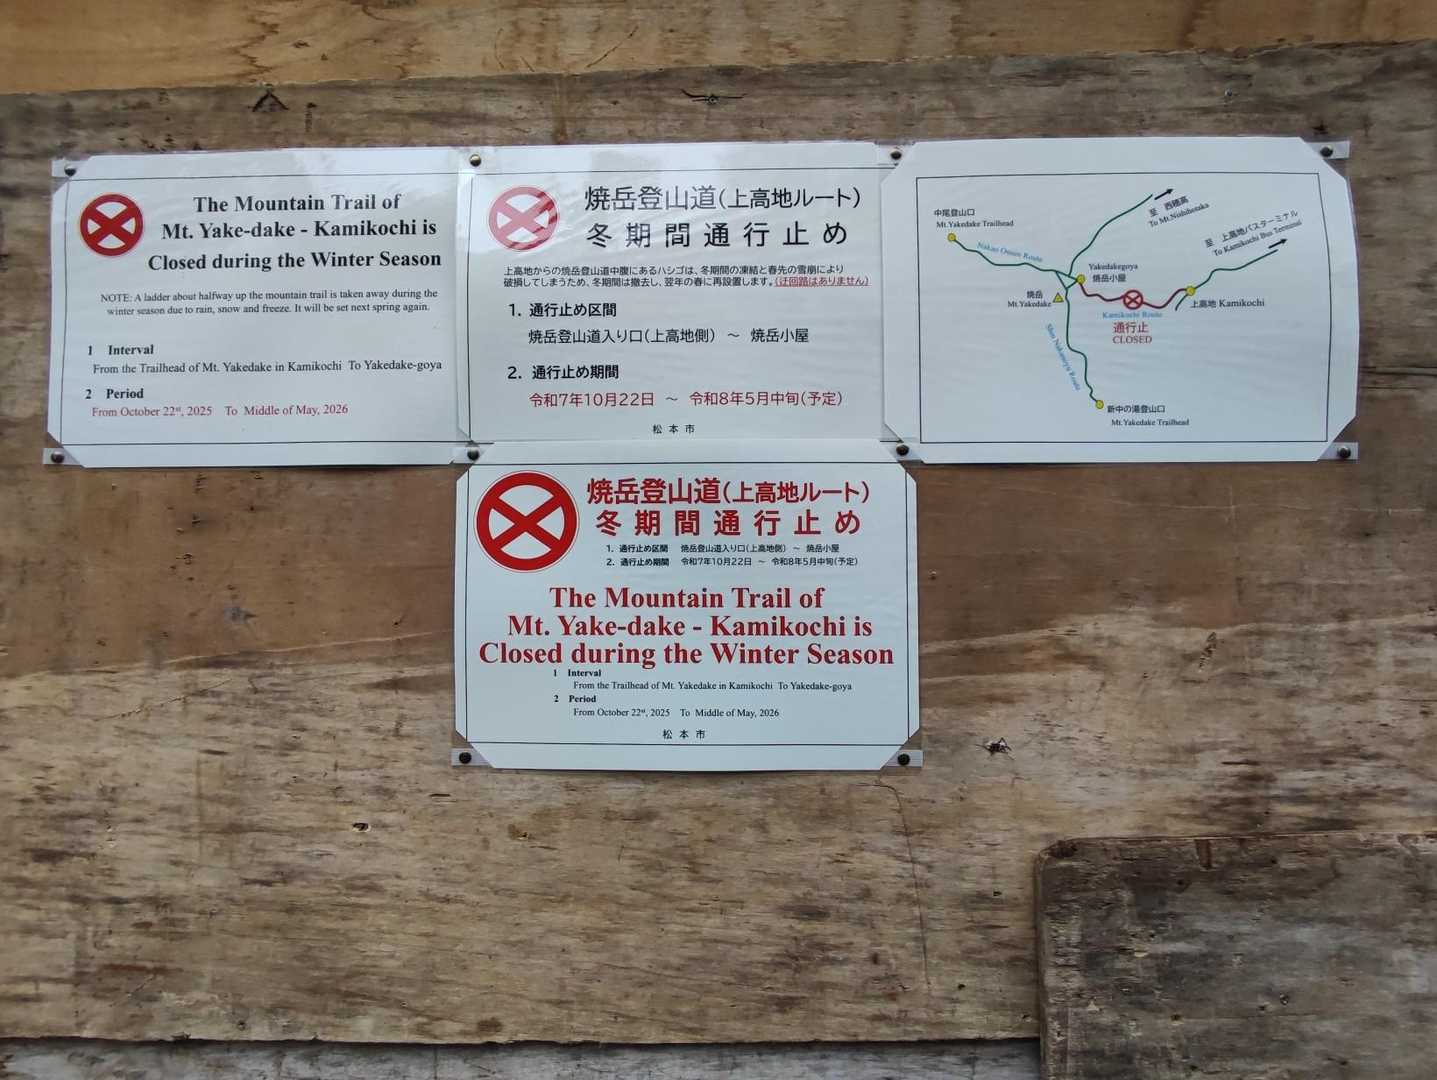 The Mountain Trail of
Mt. Yake-dake - Kamikochi is
Closed during the Winter Season
NOTE: A ladder about halfway up the mountain trail is taken away during the
winter season due to rain, snow and freeze. It will be set next spring again.
1 Interval
From the Trailhead of Mt. Yakedake in Kamikochi To Yakedake-goya
2 Period
From October 22st, 2025 To Middle of May, 2026
焼岳登山道(上高地ルート)
冬期間通行止め
上高地からの焼岳登山道中腹にあるハシゴは、冬期間の凍結と春先の雪崩により
破損してしまうため、冬期間は撤去し、翌年の春に再設置します。(迂回路はありません)
1. 通行止め区間
焼岳登山道入り口(上高地側) ～ 焼岳小屋
2. 通行止め期間
令和7年10月22日 ～ 令和8年5月中旬(予定)
松本市
中尾登山口
Mt.Yakedake Trailhead
Nakao Onsen Route
至 西穂高
To Mt.Nishihotaka
至 上高地バスターミナル
To Kamikochi Bus Terminal
Yakedakegoya
焼岳小屋
焼岳
Mt.Yakedake
上高地 Kamikochi
Kamikochi Route
通行止
CLOSED
Shin Nakanoyu Route
新中の湯登山口
Mt.Yakedake Trailhead
焼岳登山道(上高地ルート)
冬期間通行止め
1. 通行止め区間 焼岳登山道入り口(上高地側) ～ 焼岳小屋
2. 通行止め期間 令和7年10月22日 ～ 令和8年5月中旬(予定)
The Mountain Trail of
Mt. Yake-dake - Kamikochi is
Closed during the Winter Season
1 Interval
From the Trailhead of Mt. Yakedake in Kamikochi To Yakedake-goya
2 Period
From October 22st, 2025 To Middle of May, 2026
松本市